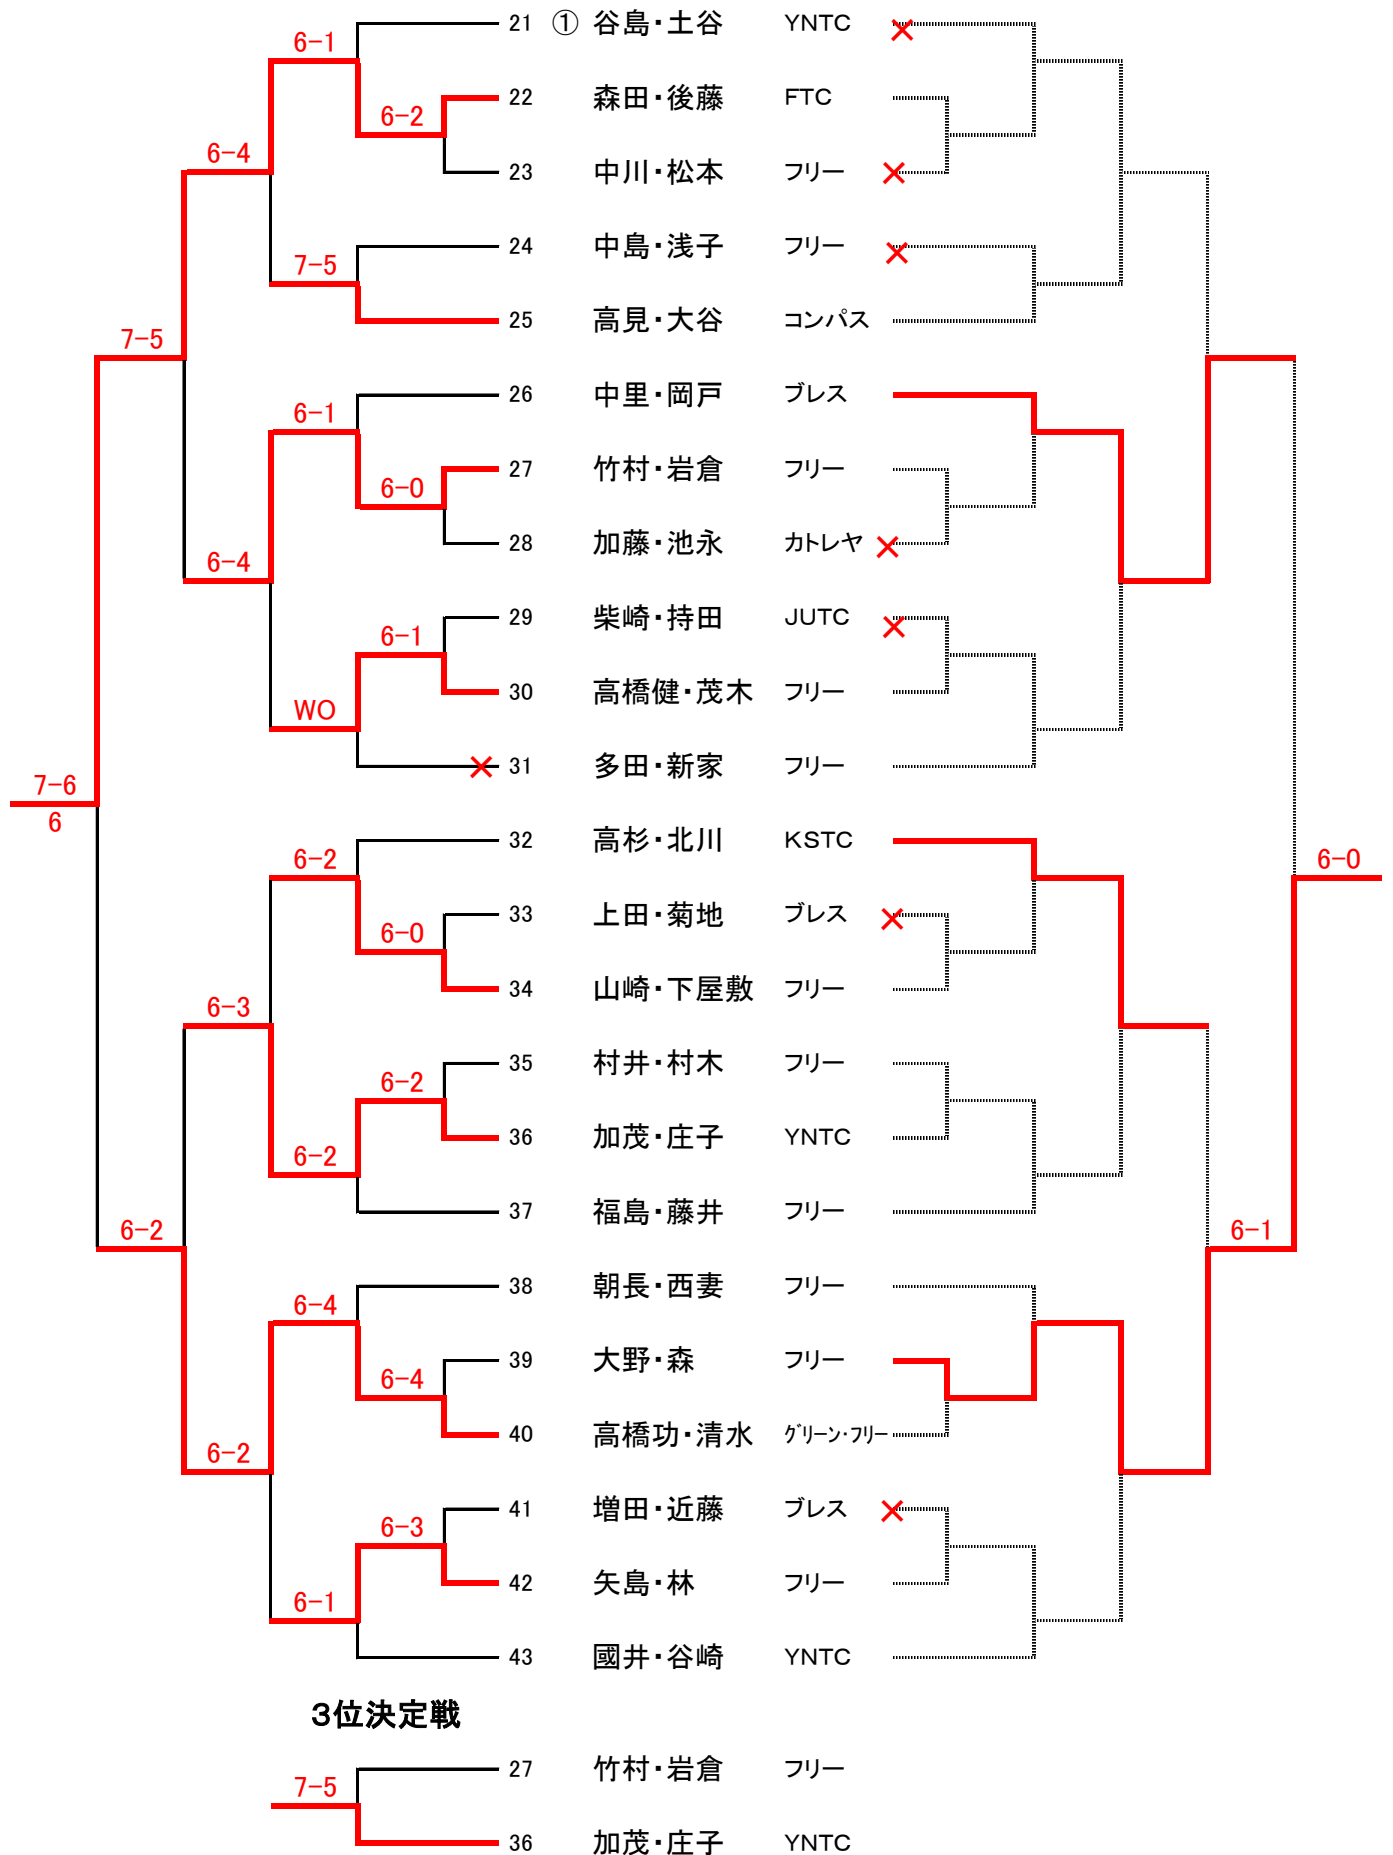 21 ① 谷島・土谷 YNTC
6-1
22 森田・後藤 FTC
6-2
6-4
23 中川・松本 フリー
24 中島・浅子 フリー
7-5
25 高見・大谷 コンパス
7-5
26 中里・岡戸 ブレス
6-1
27 竹村・岩倉 フリー
6-0
28 加藤・池永 カトレヤ
6-4
29 柴崎・持田 JUTC
6-1
30 高橋健・茂木 フリー
WO
31 多田・新家 フリー
7-6
6
32 高杉・北川 KSTC
6-2 6-0
33 上田・菊地 ブレス
6-0
34 山崎・下屋敷 フリー
6-3
35 村井・村木 フリー
6-2
36 加茂・庄子 YNTC
6-2
37 福島・藤井 フリー
6-2 6-1
38 朝長・西妻 フリー
6-4
39 大野・森 フリー
6-4
40 高橋功・清水 グリーン・フリー
6-2
41 増田・近藤 ブレス
6-3
42 矢島・林 フリー
6-1
43 國井・谷崎 YNTC
3位決定戦
27 竹村・岩倉 フリー
7-5
36 加茂・庄子 YNTC